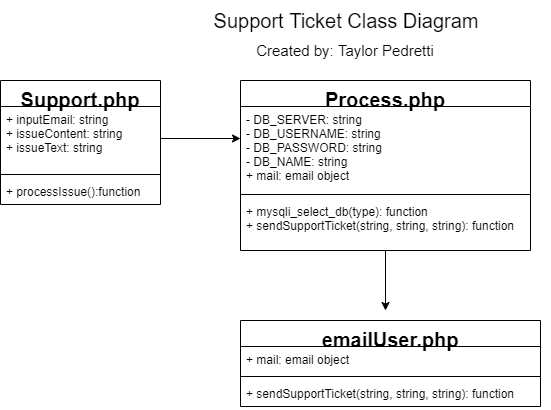 Support Ticket Class Diagram
Created by: Taylor Pedretti
Support.php
+ inputEmail: string
+ issueContent: string
+ issueText: string
+ processIssue():function
Process.php
- DB_SERVER: string
- DB_USERNAME: string
- DB_PASSWORD: string
- DB_NAME: string
+ mail: email object
+ mysqli_select_db(type): function
+ sendSupportTicket(string, string, string): function
emailUser.php
+ mail: email object
+ sendSupportTicket(string, string, string): function